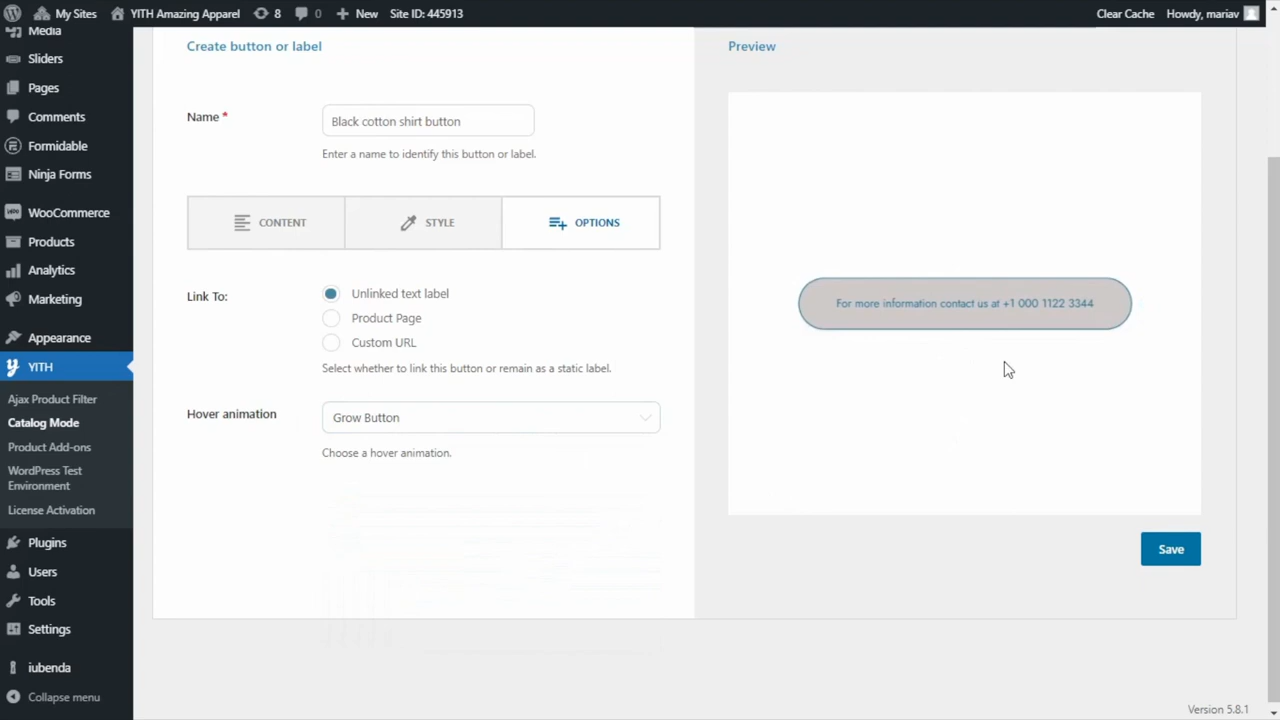 My Sites
YITH Amazing Apparel
8
0
New
Site ID: 445913
Clear Cache
Howdy, mariav
Media
Sliders
Pages
Comments
Formidable
Ninja Forms
WooCommerce
Products
Analytics
Marketing
Appearance
YITH
Ajax Product Filter
Catalog Mode
Product Add-ons
WordPress Test
Environment
License Activation
Plugins
Users
Tools
Settings
iubenda
Collapse menu
Create button or label
Name *
Black cotton shirt button
Enter a name to identify this button or label.
CONTENT
STYLE
OPTIONS
Link To:
Unlinked text label
Product Page
Custom URL
Select whether to link this button or remain as a static label.
Hover animation
Grow Button
Choose a hover animation.
Preview
For more information contact us at +1 000 1122 3344
Save
Version 5.8.1